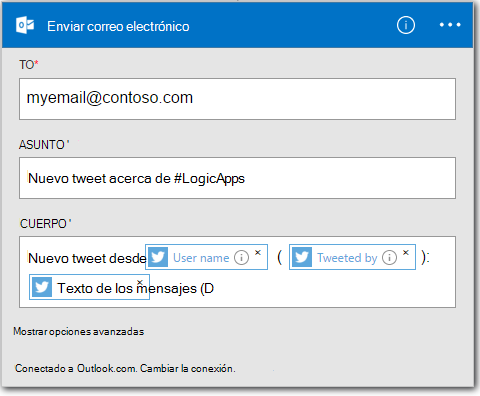 Enviar correo electrónico
TO*
myemail@contoso.com
ASUNTO*
Nuevo tweet acerca de #LogicApps
CUERPO*
Nuevo tweet desde User name ( Tweeted by ):
Texto de los mensajes (D
Mostrar opciones avanzadas
Conectado a Outlook.com. Cambiar la conexión.